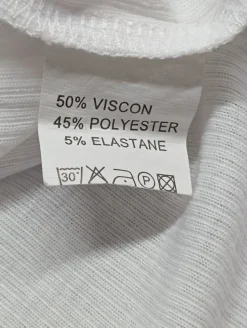 50% VISCON
45% POLYESTER
5% ELASTANE
30°
P